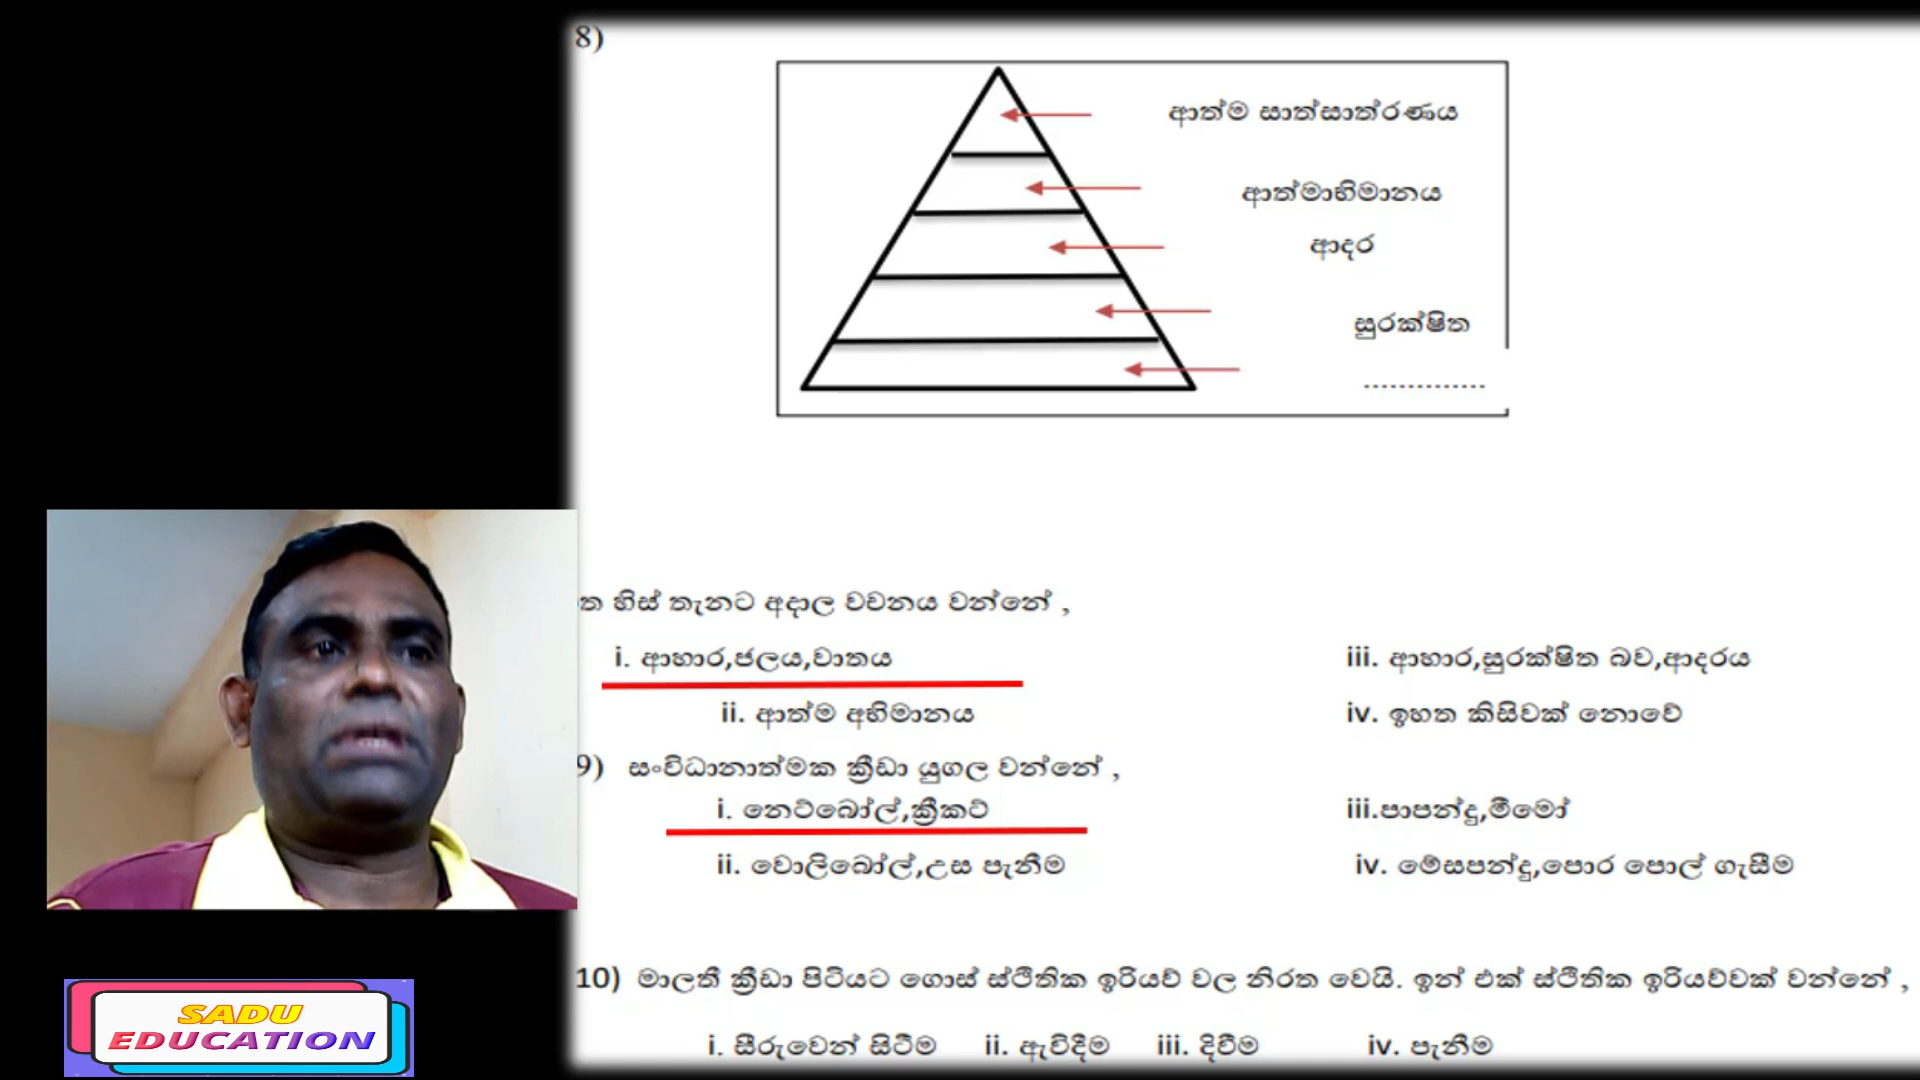 8)
ආත්ම සාත්සාත්රණය
ආත්මාභිමානය
ආදර
සුරක්ෂිත
..............
ත හිස් තැනට අදාල වචනය වන්නේ ,
i. ආහාර,ජලය,වාතය
iii. ආහාර,සුරක්ෂිත බව,ආදරය
ii. ආත්ම අභිමානය
iv. ඉහත කිසිවක් නොවේ
9) සංවිධානාත්මක ක්‍රීඩා යුගල වන්නේ ,
i. නෙට්බෝල්,ක්‍රීකට්
iii.පාපන්දු,මීමෝ
ii. වොලිබෝල්,උස පැනීම
iv. මේසපන්දු,පොර පොල් ගැසීම
10) මාලතී ක්‍රීඩා පිටියට ගොස් ස්ථිතික ඉරියව් වල නිරත වෙයි. ඉන් එක් ස්ථිතික ඉරියව්වක් වන්නේ ,
i. සීරුවෙන් සිටීම ii. ඇවිදීම iii. දිවීම iv. පැනීම
SADU
EDUCATION